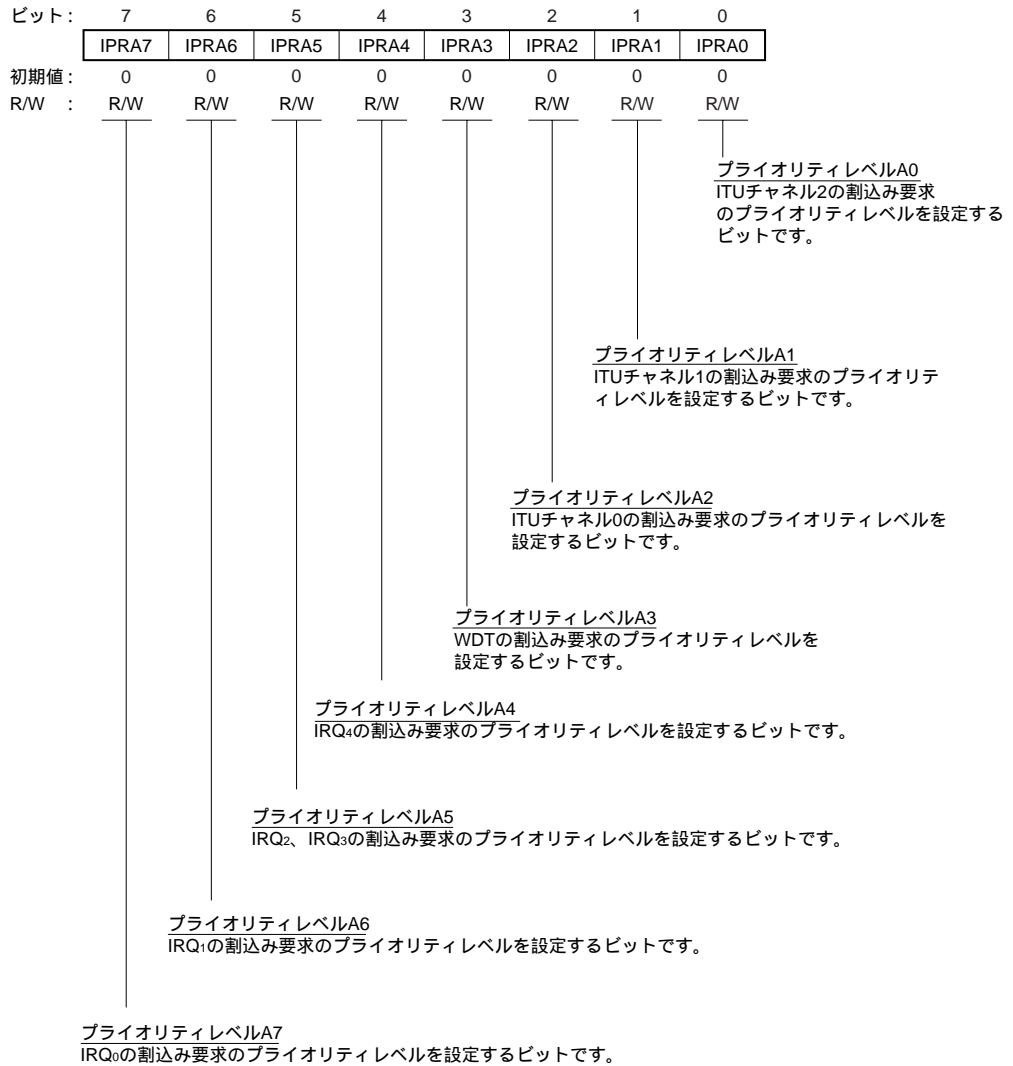 ビット: 7 6 5 4 3 2 1 0
IPRA7 IPRA6 IPRA5 IPRA4 IPRA3 IPRA2 IPRA1 IPRA0
初期値: 0 0 0 0 0 0 0 0
R/W : R/W R/W R/W R/W R/W R/W R/W R/W
プライオリティレベルA0
ITUチャネル2の割込み要求
のプライオリティレベルを設定する
ビットです。
プライオリティレベルA1
ITUチャネル1の割込み要求のプライオリテ
ィレベルを設定するビットです。
プライオリティレベルA2
ITUチャネル0の割込み要求のプライオリティレベルを
設定するビットです。
プライオリティレベルA3
WDTの割込み要求のプライオリティレベルを
設定するビットです。
プライオリティレベルA4
IRQ₄の割込み要求のプライオリティレベルを設定するビットです。
プライオリティレベルA5
IRQ₂、IRQ₃の割込み要求のプライオリティレベルを設定するビットです。
プライオリティレベルA6
IRQ₁の割込み要求のプライオリティレベルを設定するビットです。
プライオリティレベルA7
IRQ₀の割込み要求のプライオリティレベルを設定するビットです。